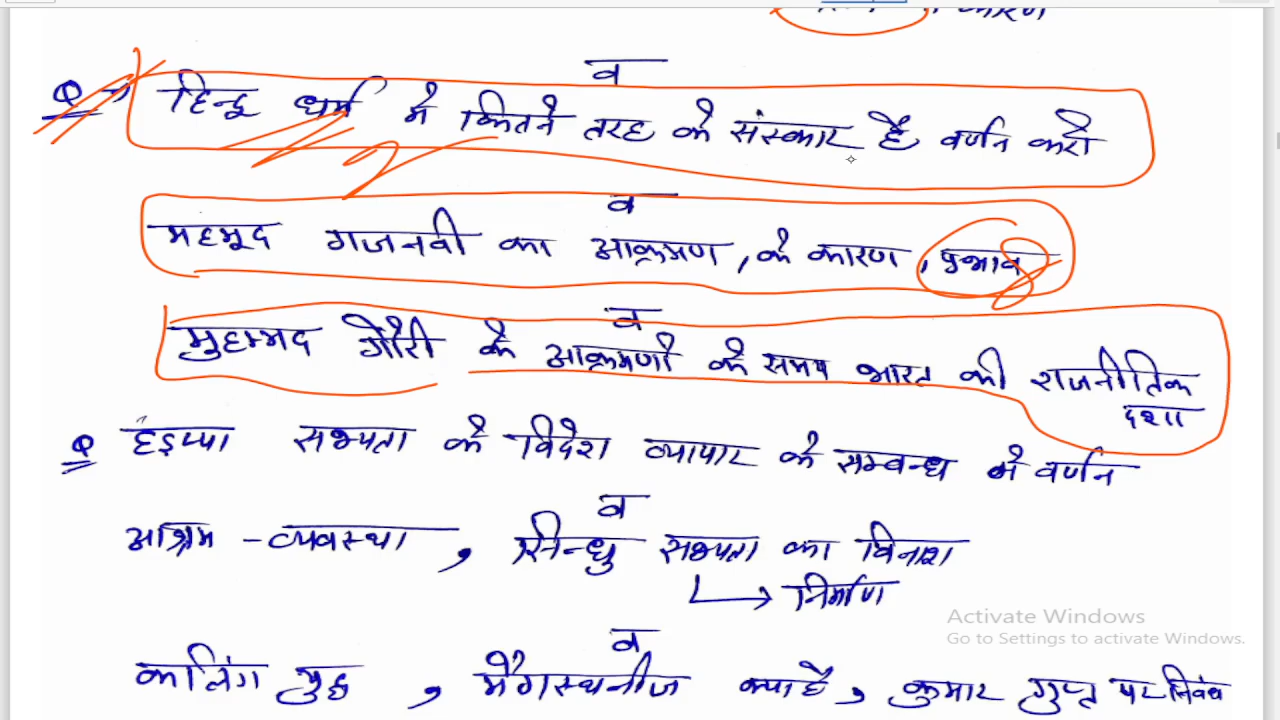 कारण
व
Q → हिन्दू धर्म में कितने तरह के संस्कार है वर्णन करो
व
महमूद गजनवी का आक्रमण, के कारण, प्रभाव
व
मुहम्मद गौरी के आक्रमणों के समय भारत की राजनीतिक
दशा
Q हड़प्पा सभ्यता के विदेश व्यापार के सम्बन्ध में वर्णन
व
आश्रम - व्यवस्था, सिन्धु सभ्यता का विनाश
↳ निर्माण
व
कलिंग युद्ध, मैगस्थनीज क्या है, कुमार गुप्त पर निबंध
Activate Windows
Go to Settings to activate Windows.